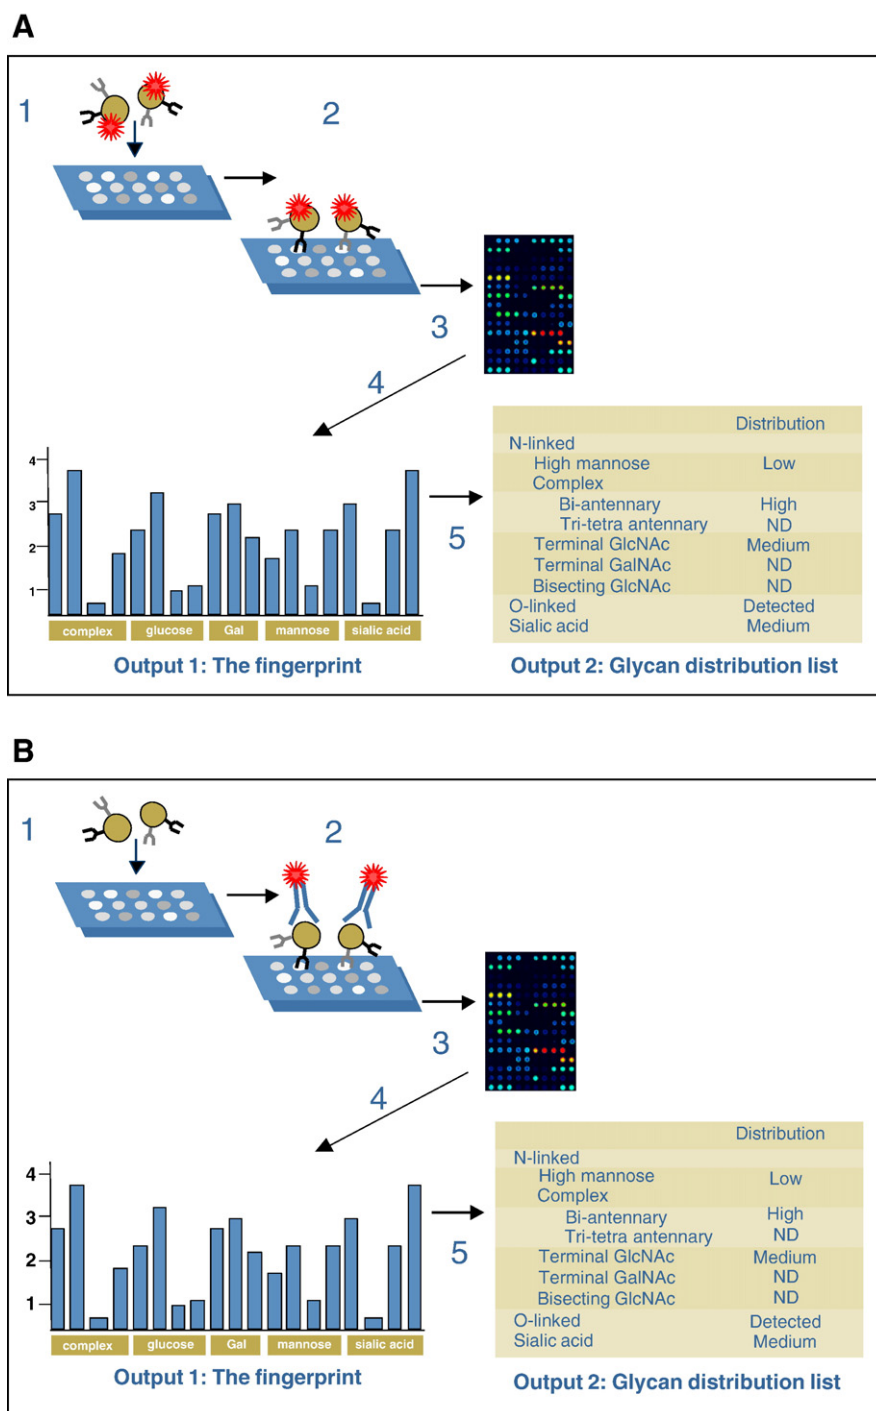 A
1
2
3
4
4
3
2
1
complex glucose Gal mannose sialic acid
Output 1: The fingerprint
5
Distribution
N-linked
High mannose Low
Complex
Bi-antennary High
Tri-tetra antennary ND
Terminal GlcNAc Medium
Terminal GalNAc ND
Bisecting GlcNAc ND
O-linked Detected
Sialic acid Medium
Output 2: Glycan distribution list
B
1
2
3
4
4
3
2
1
complex glucose Gal mannose sialic acid
Output 1: The fingerprint
5
Distribution
N-linked
High mannose Low
Complex
Bi-antennary High
Tri-tetra antennary ND
Terminal GlcNAc Medium
Terminal GalNAc ND
Bisecting GlcNAc ND
O-linked Detected
Sialic acid Medium
Output 2: Glycan distribution list